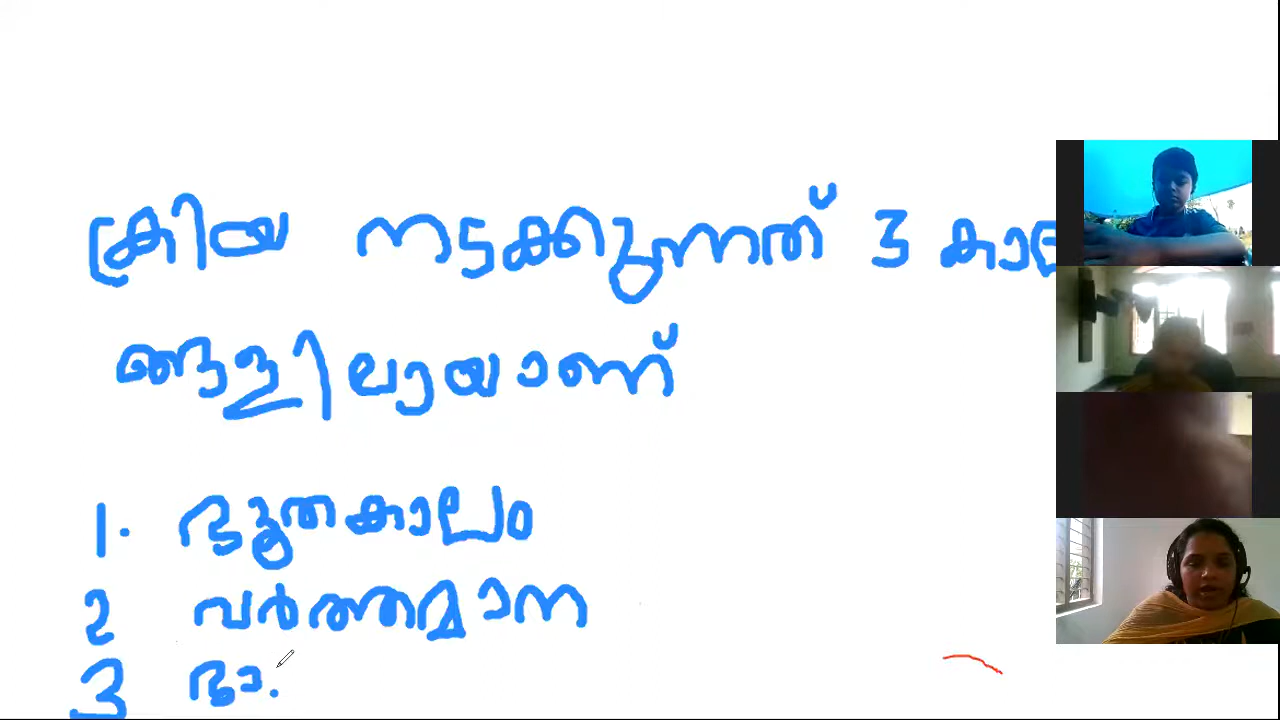 ക്രിയ നടക്കുന്നത് 3 കാല
ങ്ങളിലായാണ്
1. ഭൂതകാലം
2 വർത്തമാന
3 ഭാ.